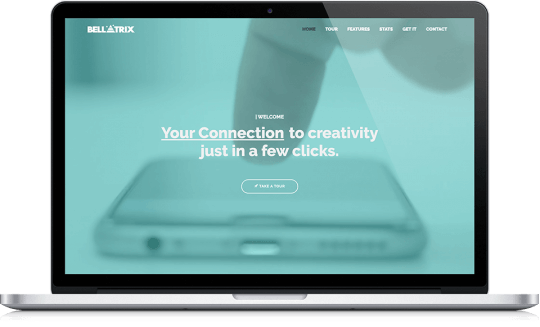 BELLATRIX
HOME TOUR FEATURES STATS GET IT CONTACT
| WELCOME
Your Connection to creativity
just in a few clicks.
TAKE A TOUR